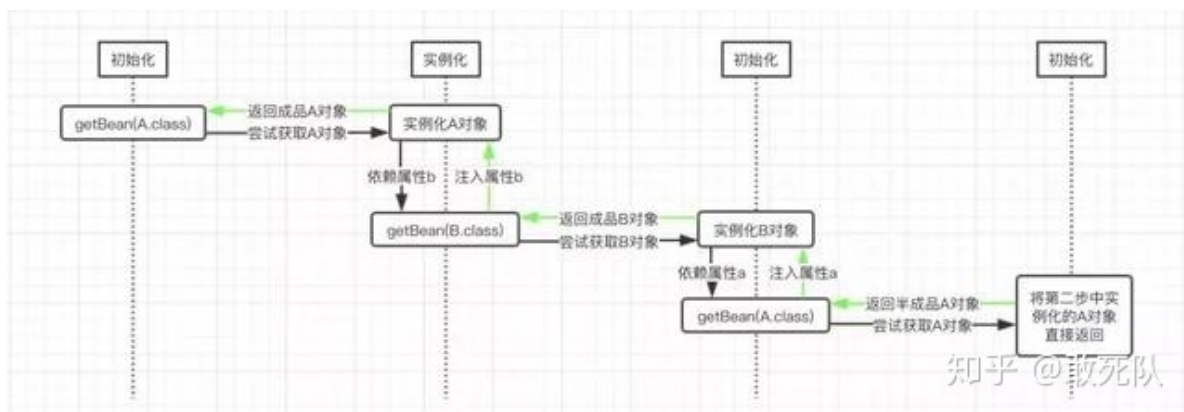 初始化
实例化
初始化
初始化
getBean(A.class)
返回成品A对象
尝试获取A对象
实例化A对象
依赖属性b
注入属性b
getBean(B.class)
返回成品B对象
尝试获取B对象
实例化B对象
依赖属性a
注入属性a
getBean(A.class)
返回半成品A对象
尝试获取A对象
将第二步中实
例化的A对象
直接返回
知乎 @敢死队